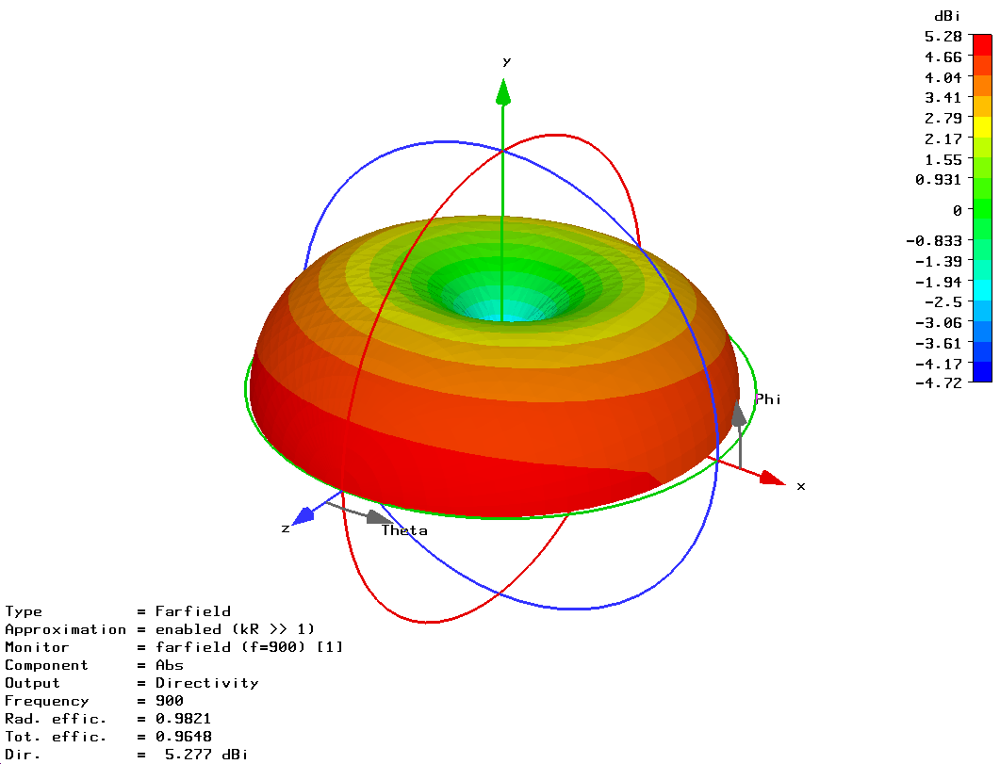 dBi
5.28
4.66
4.04
3.41
2.79
2.17
1.55
0.931
0
-0.833
-1.39
-1.94
-2.5
-3.06
-3.61
-4.17
-4.72
y
Phi
x
z
Theta
Type = Farfield
Approximation = enabled (kR >> 1)
Monitor = farfield (f=900) [1]
Component = Abs
Output = Directivity
Frequency = 900
Rad. effic. = 0.9821
Tot. effic. = 0.9648
Dir. = 5.277 dBi